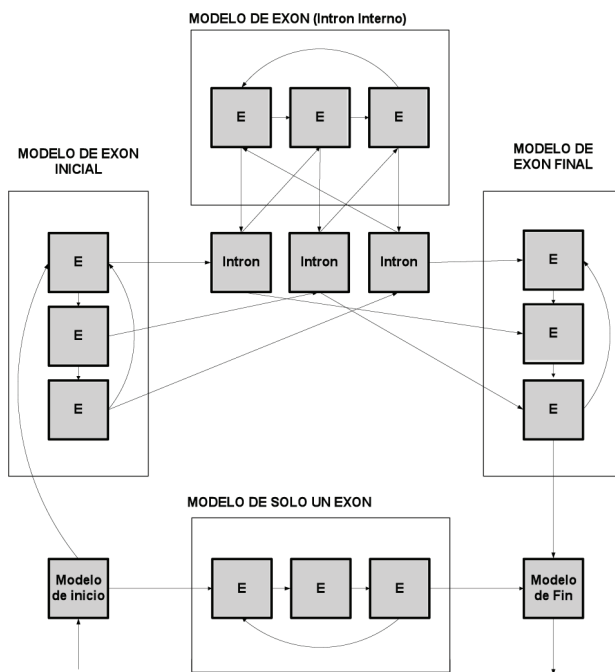 MODELO DE EXON (Intron Interno)
E E E
MODELO DE EXON
INICIAL
MODELO DE
EXON FINAL
E
E
E
Intron Intron Intron
E
E
E
MODELO DE SOLO UN EXON
Modelo
de inicio
E E E
Modelo
de Fin